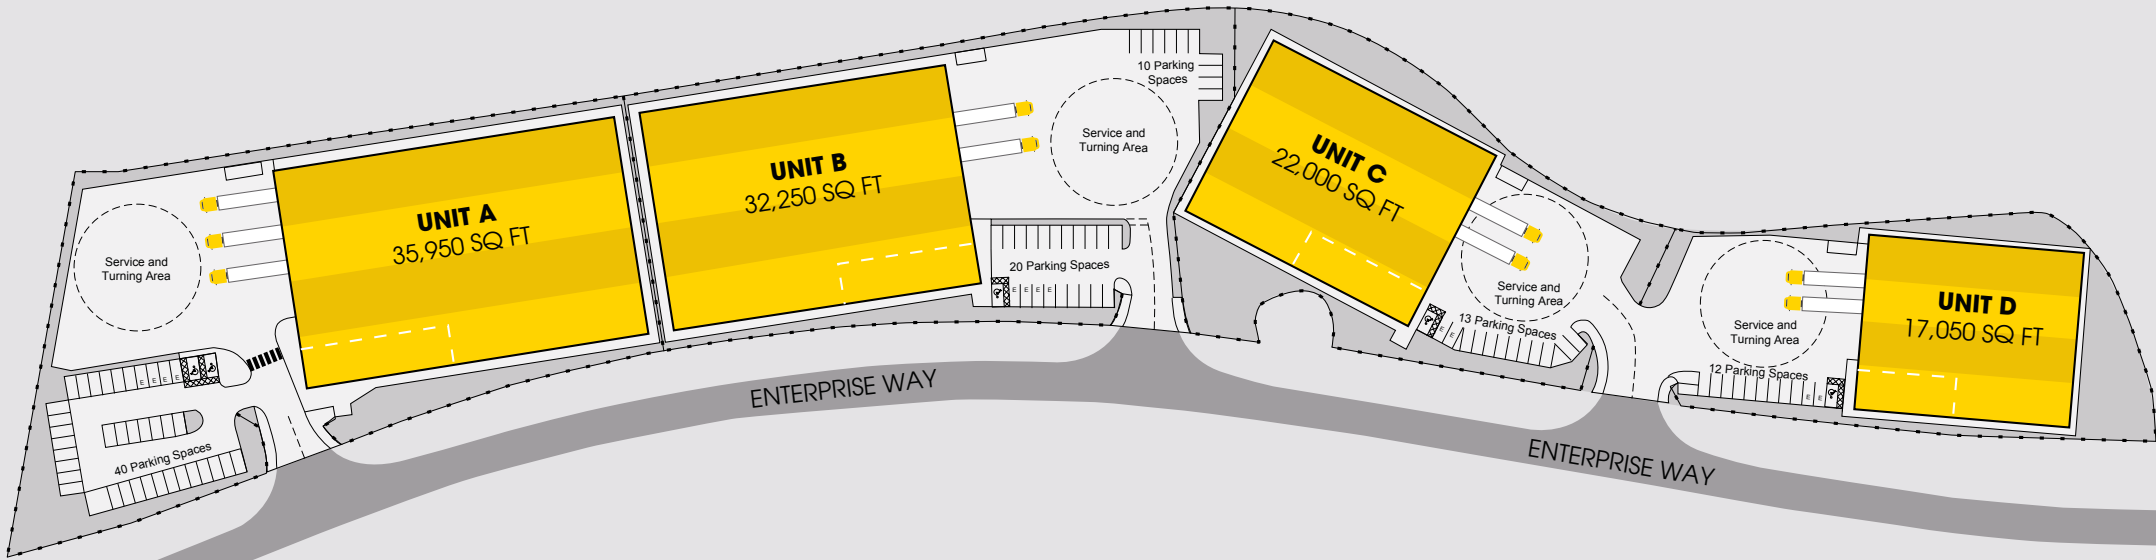 UNIT A
35,950 SQ FT
Service and
Turning Area
E E E E
40 Parking Spaces
UNIT B
32,250 SQ FT
10 Parking
Spaces
Service and
Turning Area
20 Parking Spaces
E E E E
ENTERPRISE WAY
UNIT C
22,000 SQ FT
Service and
Turning Area
13 Parking Spaces
E E
UNIT D
17,050 SQ FT
Service and
Turning Area
12 Parking Spaces
E E
ENTERPRISE WAY